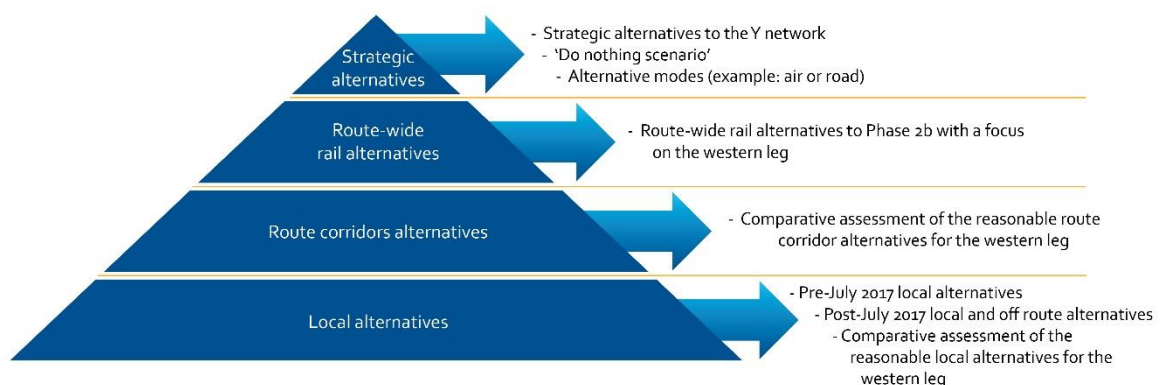 Strategic
alternatives
- Strategic alternatives to the Y network
- ‘Do nothing scenario’
- Alternative modes (example: air or road)
Route-wide
rail alternatives
- Route-wide rail alternatives to Phase 2b with a focus
on the western leg
Route corridors alternatives
- Comparative assessment of the reasonable route
corridor alternatives for the western leg
Local alternatives
- Pre-July 2017 local alternatives
- Post-July 2017 local and off route alternatives
- Comparative assessment of the
reasonable local alternatives for the
western leg